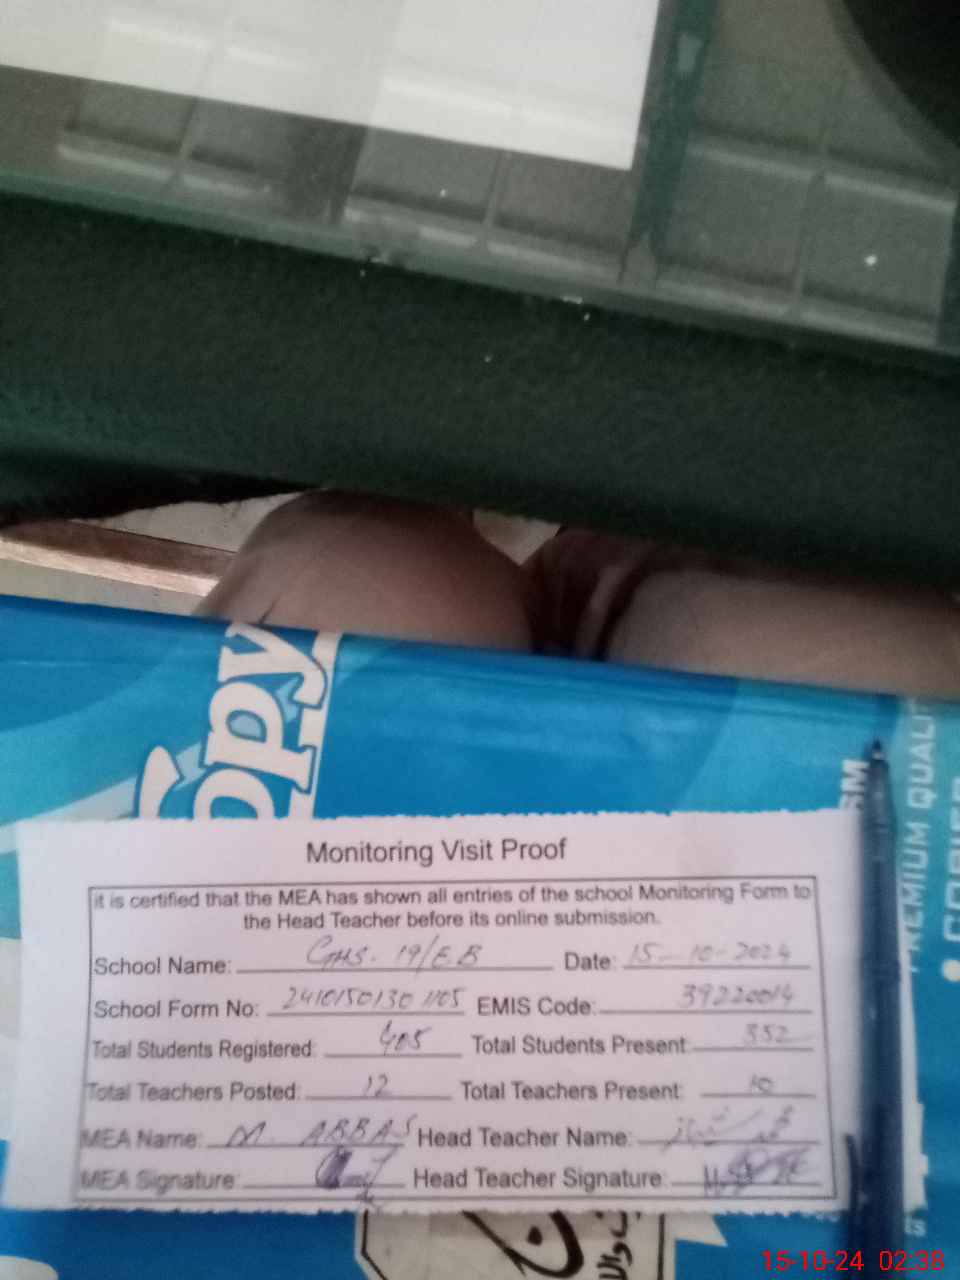 opy
SM
PREMIUM QUALIT
Monitoring Visit Proof
it is certified that the MEA has shown all entries of the school Monitoring Form to
the Head Teacher before its online submission.
School Name: GHS. 19/EB Date: 15-10-2024
School Form No: 2410150130 1105 EMIS Code: 39220014
Total Students Registered: 405 Total Students Present: 352
Total Teachers Posted: 12 Total Teachers Present: 10
MEA Name: M. ABBAS Head Teacher Name:
MEA Signature: Head Teacher Signature:
15-10-24 02:38